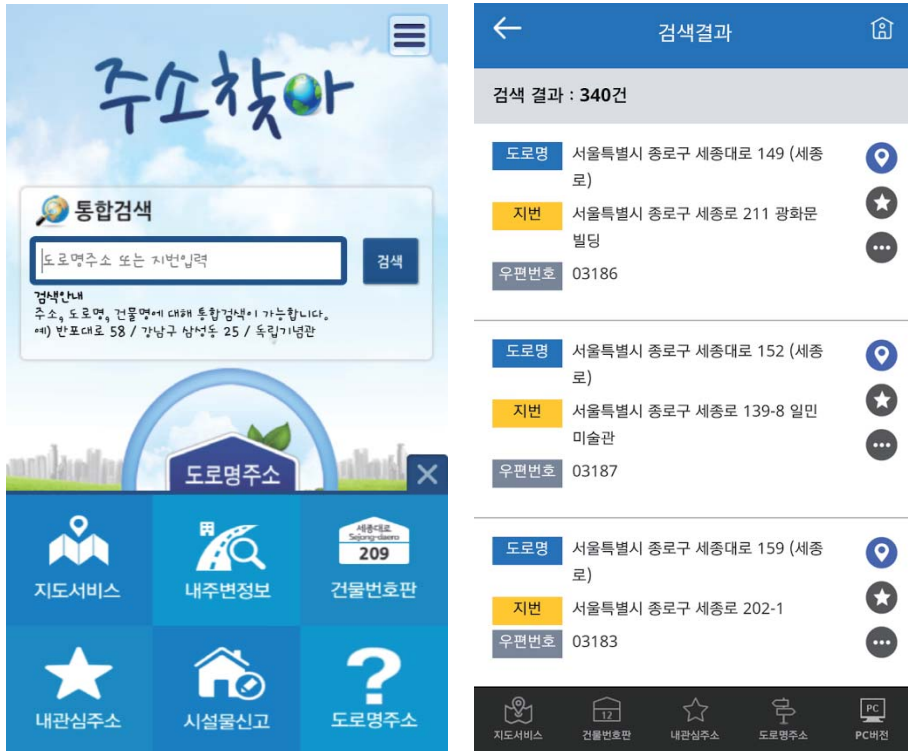 주소찾아
통합검색
도로명주소 또는 지번입력
검색
검색안내
주소, 도로명, 건물명에 대해 통합검색이 가능합니다.
예) 반포대로 58 / 강남구 삼성동 25 / 독립기념관
도로명주소
지도서비스
내주변정보
세종대로
Sejong-daero
209
건물번호판
내관심주소
시설물신고
?
도로명주소
검색결과
검색 결과 : 340건
도로명 서울특별시 종로구 세종대로 149 (세종
로)
지번 서울특별시 종로구 세종로 211 광화문
빌딩
우편번호 03186
도로명 서울특별시 종로구 세종대로 152 (세종
로)
지번 서울특별시 종로구 세종로 139-8 일민
미술관
우편번호 03187
도로명 서울특별시 종로구 세종대로 159 (세종
로)
지번 서울특별시 종로구 세종로 202-1
우편번호 03183
12
PC
지도서비스 건물번호판 내관심주소 도로명주소 PC버전